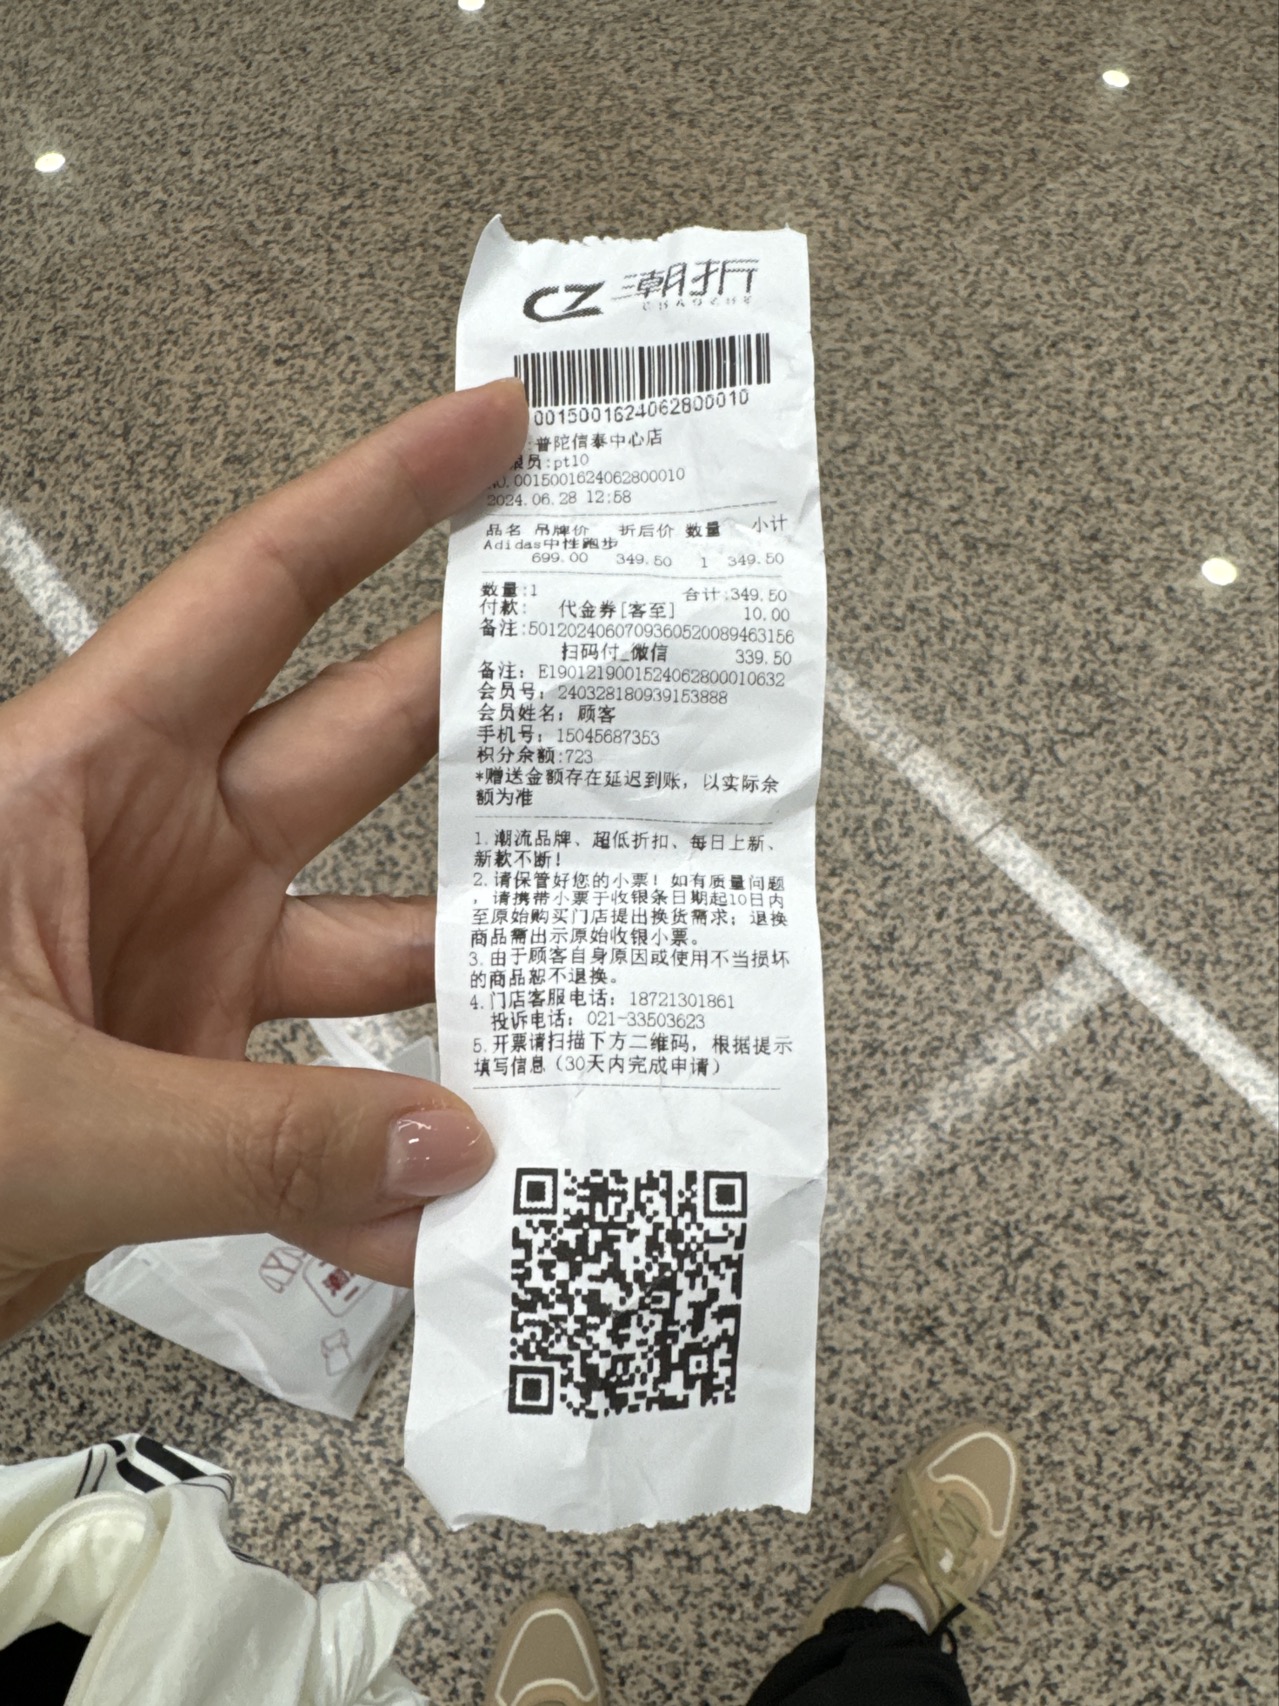 CZ 潮折
CHAOZHE
001500162406280 0010
:普陀信泰中心店
银员:pt10
NO.0015001624062800010
2024.06.28 12:58
品名 吊牌价 折后价 数量 小计
Adidas中性跑步
699.00 349.50 1 349.50
数量:1 合计:349.50
付款: 代金券[客至] 10.00
备注:5012024060709360520089463156
扫码付_微信 339.50
备注: E1901219001524062800010632
会员号: 240328180939153888
会员姓名: 顾客
手机号: 15045687353
积分余额:723
*赠送金额存在延迟到账，以实际余
额为准
1.潮流品牌、超低折扣、每日上新、
新款不断！
2.请保管好您的小票！如有质量问题
，请携带小票于收银条日期起10日内
至原始购买门店提出换货需求；退换
商品需出示原始收银小票。
3.由于顾客自身原因或使用不当损坏
的商品恕不退换。
4.门店客服电话: 18721301861
投诉电话: 021-33503623
5.开票请扫描下方二维码，根据提示
填写信息（30天内完成申请）